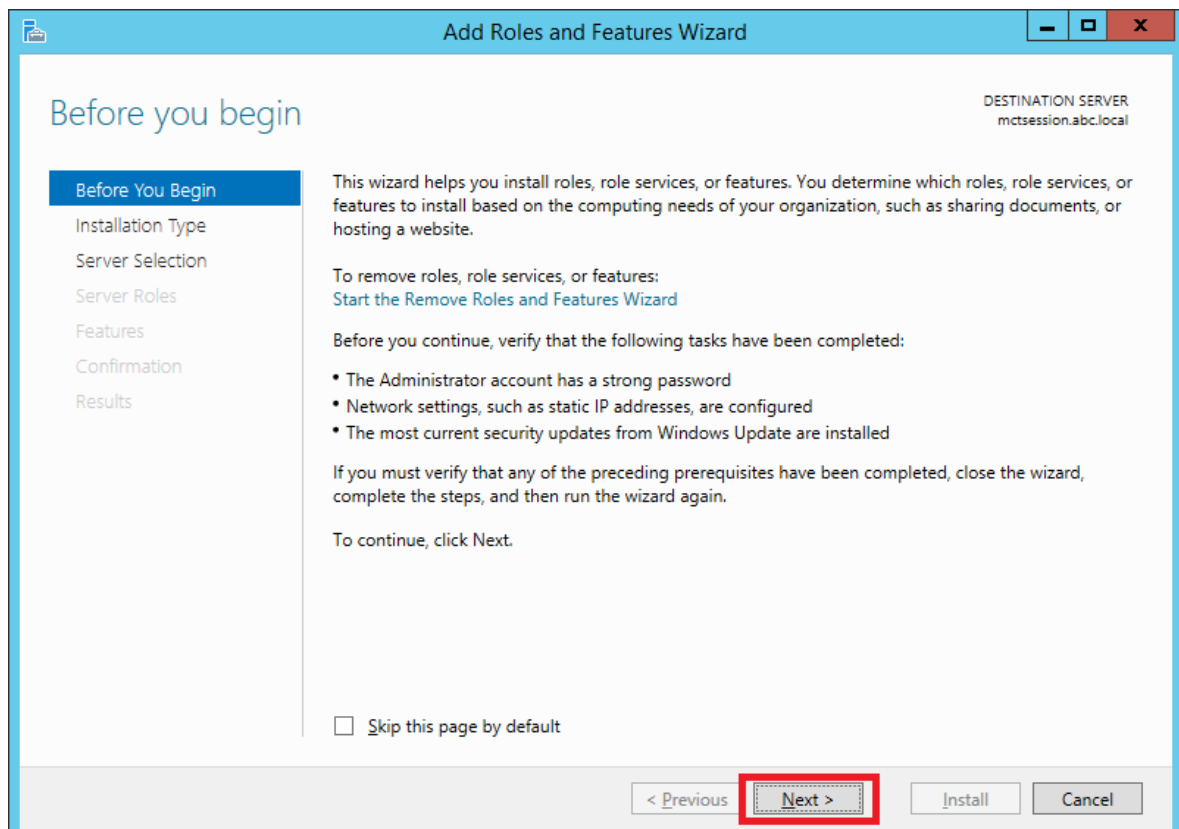 Add Roles and Features Wizard
Before you begin
DESTINATION SERVER
mctsession.abc.local
Before You Begin
Installation Type
Server Selection
Server Roles
Features
Confirmation
Results
This wizard helps you install roles, role services, or features. You determine which roles, role services, or
features to install based on the computing needs of your organization, such as sharing documents, or
hosting a website.
To remove roles, role services, or features:
Start the Remove Roles and Features Wizard
Before you continue, verify that the following tasks have been completed:
• The Administrator account has a strong password
• Network settings, such as static IP addresses, are configured
• The most current security updates from Windows Update are installed
If you must verify that any of the preceding prerequisites have been completed, close the wizard,
complete the steps, and then run the wizard again.
To continue, click Next.
Skip this page by default
< Previous
Next >
Install
Cancel